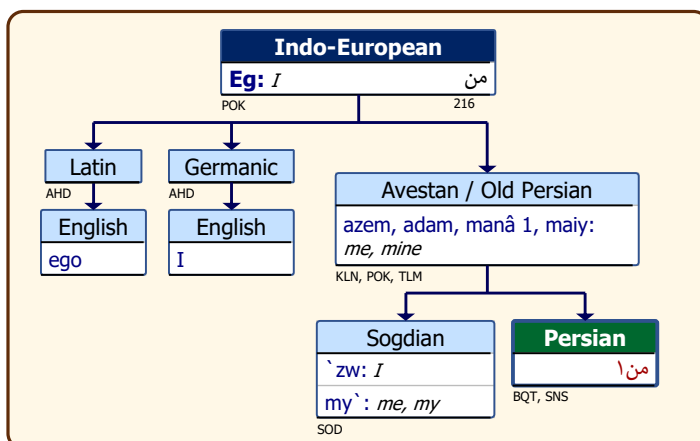 Indo-European
Eg: I من
POK 216
Latin Germanic
AHD AHD
English English
ego I
Avestan / Old Persian
azem, adam, manâ 1, maiy:
me, mine
KLN, POK, TLM
Sogdian
`zw: I
my`: me, my
SOD
Persian
من۱
BQT, SNS